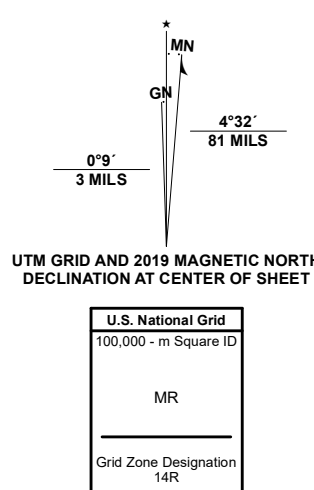 ★
MN
GN
4°32´
81 MILS
0°9´
3 MILS
UTM GRID AND 2019 MAGNETIC NORTH
DECLINATION AT CENTER OF SHEET
U.S. National Grid
100,000 - m Square ID
MR
Grid Zone Designation
14R